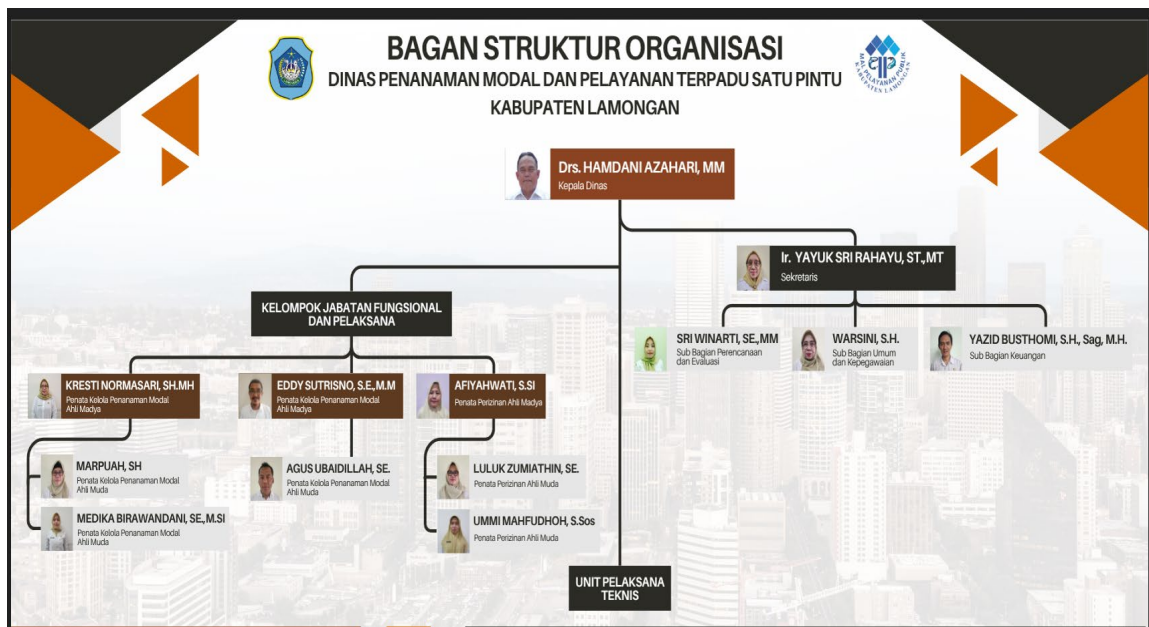 BAGAN STRUKTUR ORGANISASI
DINAS PENANAMAN MODAL DAN PELAYANAN TERPADU SATU PINTU
KABUPATEN LAMONGAN
MAL PELAYANAN PUBLIK
KABUPATEN LAMONGAN
Drs. HAMDANI AZAHARI, MM
Kepala Dinas
Ir. YAYUK SRI RAHAYU, ST.,MT
Sekretaris
KELOMPOK JABATAN FUNGSIONAL
DAN PELAKSANA
SRI WINARTI, SE.,MM
Sub Bagian Perencanaan
dan Evaluasi
WARSINI, S.H.
Sub Bagian Umum
dan Kepegawaian
YAZID BUSTHOMI, S.H., Sag, M.H.
Sub Bagian Keuangan
KRESTI NORMASARI, SH.MH
Penata Kelola Penanaman Modal
Ahli Madya
EDDY SUTRISNO, S.E.,M.M
Penata Kelola Penanaman Modal
Ahli Madya
AFIYAHWATI, S.SI
Penata Perizinan Ahli Madya
MARPUAH, SH
Penata Kelola Penanaman Modal
Ahli Muda
AGUS UBAIDILLAH, SE.
Penata Kelola Penanaman Modal
Ahli Muda
LULUK ZUMIATHIN, SE.
Penata Perizinan Ahli Muda
MEDIKA BIRAWANDANI, SE.,M.SI
Penata Kelola Penanaman Modal
Ahli Muda
UMMI MAHFUDHOH, S.Sos
Penata Perizinan Ahli Muda
UNIT PELAKSANA
TEKNIS